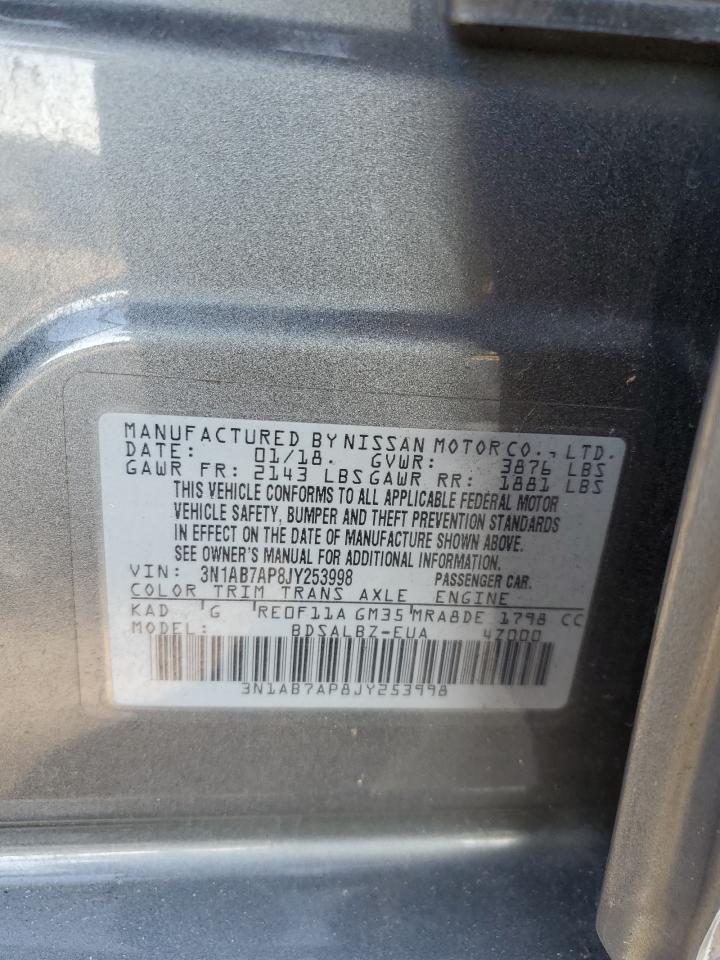 MANUFACTURED BY NISSAN MOTOR CO., LTD.
DATE: 01/18. GVWR: 3876 LBS
GAWR FR: 2143 LBS GAWR RR: 1881 LBS
THIS VEHICLE CONFORMS TO ALL APPLICABLE FEDERAL MOTOR
VEHICLE SAFETY, BUMPER AND THEFT PREVENTION STANDARDS
IN EFFECT ON THE DATE OF MANUFACTURE SHOWN ABOVE.
SEE OWNER'S MANUAL FOR ADDITIONAL INFORMATION.
VIN: 3N1AB7AP8JY253998 PASSENGER CAR.
COLOR TRIM TRANS AXLE ENGINE
KAD G RE0F11A GM35 MRA8DE 1798 CC
MODEL: BDSALBZ-EUA 47000
3N1AB7AP8JY253998